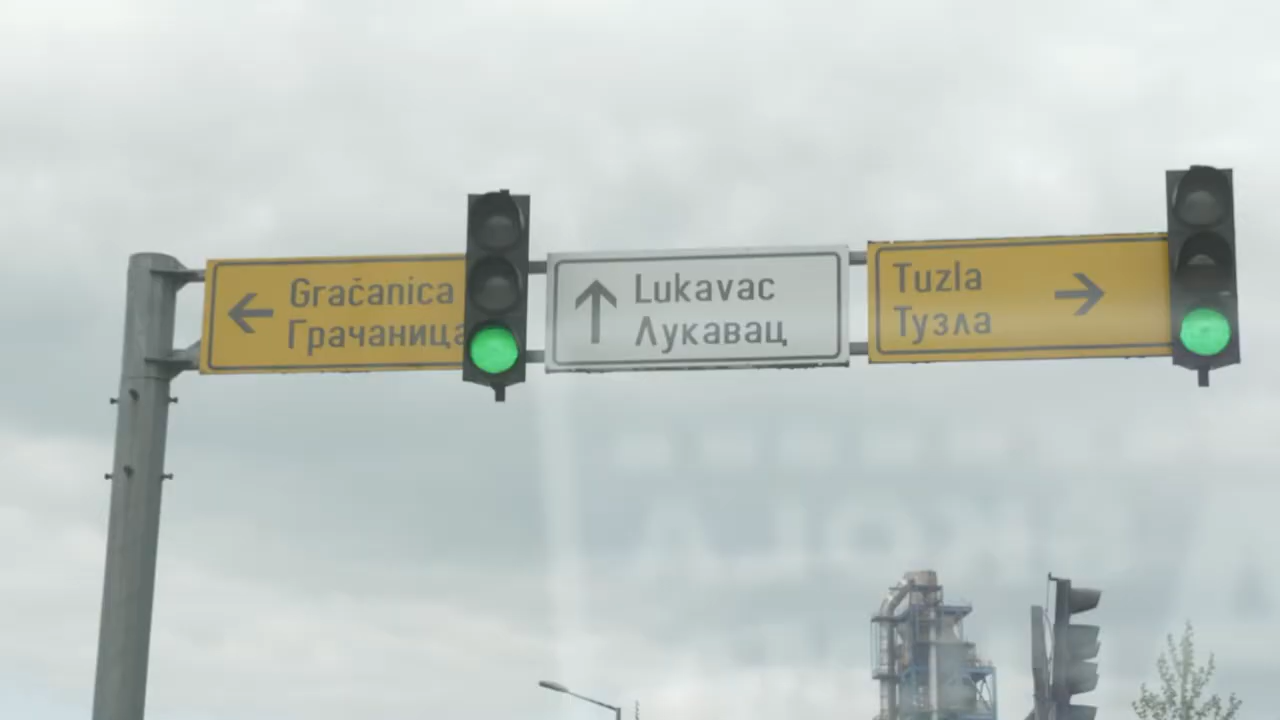 Gračanica
Грачаница
Lukavac
Лукавац
Tuzla
Тузла